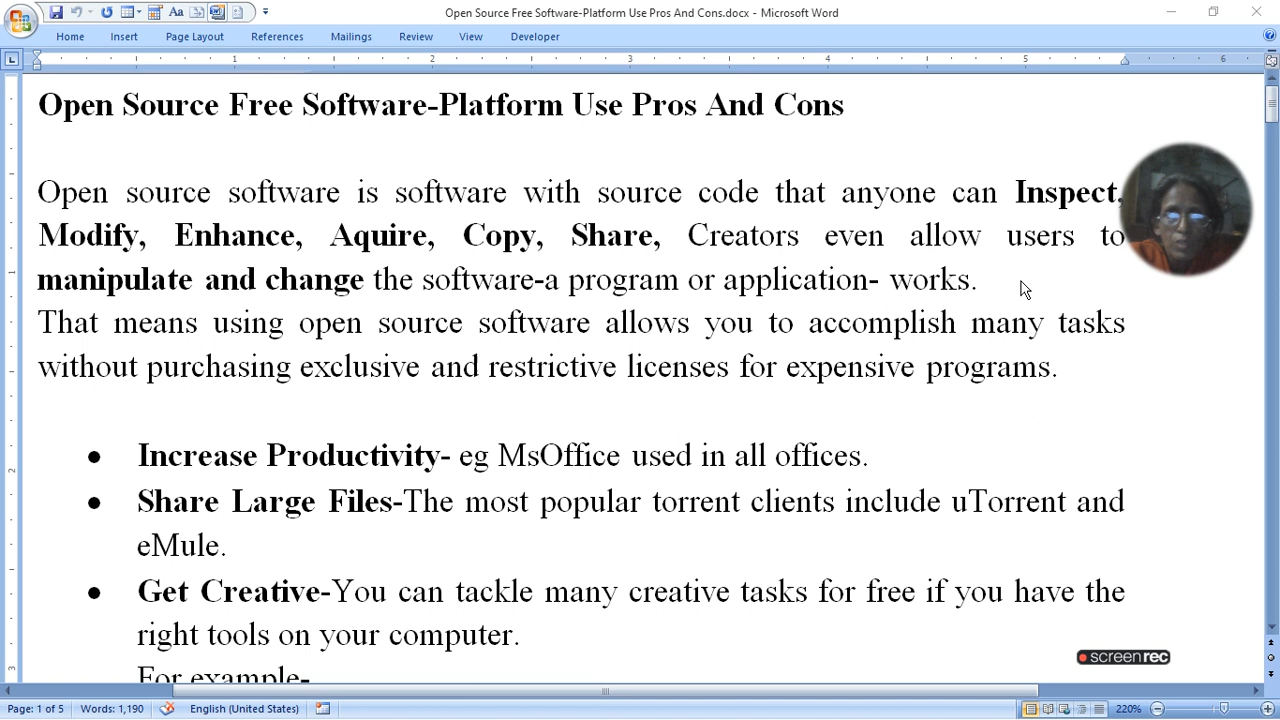 Open Source Free Software-Platform Use Pros And Cons.docx - Microsoft Word
Home Insert Page Layout References Mailings Review View Developer
1 2 3 4 5 6
Open Source Free Software-Platform Use Pros And Cons
Open source software is software with source code that anyone can Inspect,
Modify, Enhance, Aquire, Copy, Share, Creators even allow users to
manipulate and change the software-a program or application- works.
That means using open source software allows you to accomplish many tasks
without purchasing exclusive and restrictive licenses for expensive programs.
• Increase Productivity- eg MsOffice used in all offices.
• Share Large Files-The most popular torrent clients include uTorrent and
eMule.
• Get Creative-You can tackle many creative tasks for free if you have the
right tools on your computer.
For example-
screenrec
Page: 1 of 5 Words: 1,190 English (United States) 220%